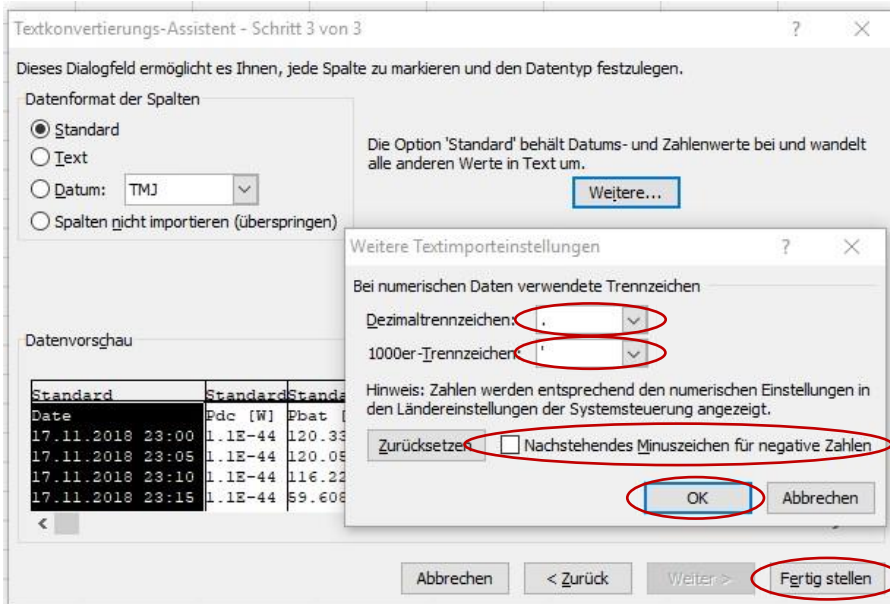 Textkonvertierungs-Assistent - Schritt 3 von 3
Dieses Dialogfeld ermöglicht es Ihnen, jede Spalte zu markieren und den Datentyp festzulegen.
Datenformat der Spalten
Standard
Text
Datum: TMJ
Spalten nicht importieren (überspringen)
Die Option 'Standard' behält Datums- und Zahlenwerte bei und wandelt
alle anderen Werte in Text um.
Weitere...
Weitere Textimporteinstellungen
Bei numerischen Daten verwendete Trennzeichen
Dezimaltrennzeichen: .
1000er-Trennzeichen: '
Hinweis: Zahlen werden entsprechend den numerischen Einstellungen in
den Ländereinstellungen der Systemsteuerung angezeigt.
Zurücksetzen Nachstehendes Minuszeichen für negative Zahlen
OK Abbrechen
Datenvorschau
Standard Standard Standa
Date Pdc [W] Pbat [
17.11.2018 23:00 1.1E-44 120.33
17.11.2018 23:05 1.1E-44 120.05
17.11.2018 23:10 1.1E-44 116.22
17.11.2018 23:15 1.1E-44 59.608
Abbrechen < Zurück Weiter > Fertig stellen